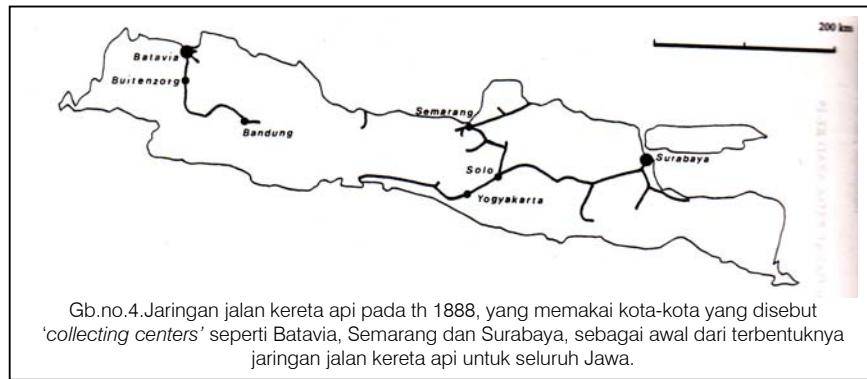 200 km
Batavia
Buitenzorg
Bandung
Semarang
Solo
Yogyakarta
Surabaya
Gb.no.4.Jaringan jalan kereta api pada th 1888, yang memakai kota-kota yang disebut
‘collecting centers’ seperti Batavia, Semarang dan Surabaya, sebagai awal dari terbentuknya
jaringan jalan kereta api untuk seluruh Jawa.